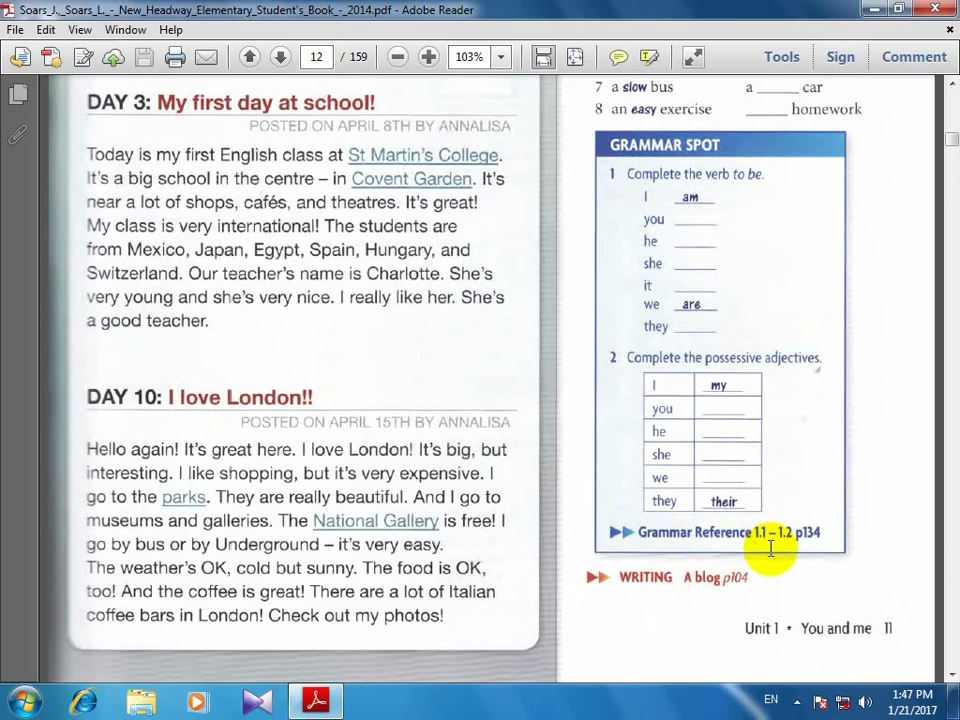 Soars_J.,_Soars_L._-_New_Headway_Elementary_Student's_Book_-_2014.pdf - Adobe Reader
File Edit View Window Help
12 / 159 103% Tools Sign Comment
DAY 3: My first day at school!
POSTED ON APRIL 8TH BY ANNALISA
Today is my first English class at St Martin's College.
It's a big school in the centre – in Covent Garden. It's
near a lot of shops, cafés, and theatres. It's great!
My class is very international! The students are
from Mexico, Japan, Egypt, Spain, Hungary, and
Switzerland. Our teacher's name is Charlotte. She's
very young and she's very nice. I really like her. She's
a good teacher.
DAY 10: I love London!!
POSTED ON APRIL 15TH BY ANNALISA
Hello again! It's great here. I love London! It's big, but
interesting. I like shopping, but it's very expensive. I
go to the parks. They are really beautiful. And I go to
museums and galleries. The National Gallery is free! I
go by bus or by Underground – it's very easy.
The weather's OK, cold but sunny. The food is OK,
too! And the coffee is great! There are a lot of Italian
coffee bars in London! Check out my photos!
7 a slow bus a ______ car
8 an easy exercise ______ homework
GRAMMAR SPOT
1 Complete the verb to be.
I am
you ______
he ______
she ______
it ______
we are
they ______
2 Complete the possessive adjectives.
I my
you ______
he ______
she ______
we ______
they their
Grammar Reference 1.1 – 1.2 p134
WRITING A blog p104
Unit 1 • You and me 11
EN
1:47 PM
1/21/2017